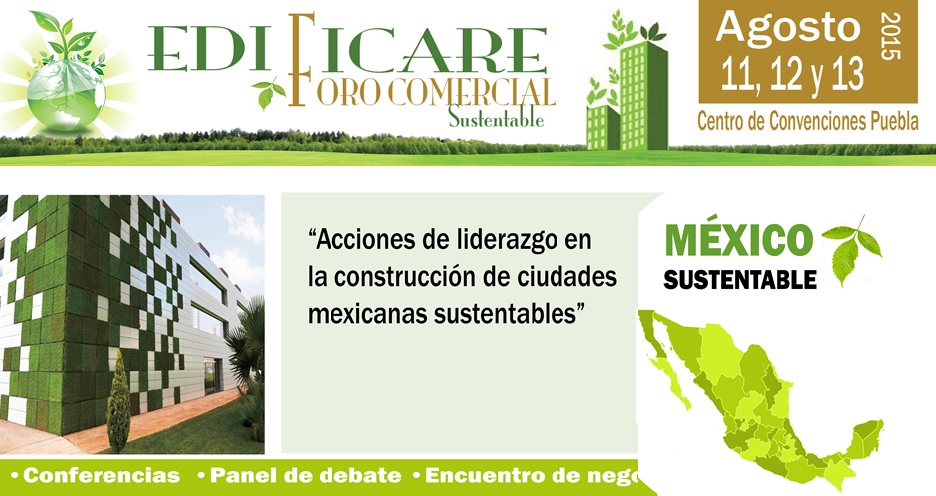 EDIFICARE
FORO COMERCIAL
Sustentable
Agosto
2015
11, 12 y 13
Centro de Convenciones Puebla
“Acciones de liderazgo en
la construcción de ciudades
mexicanas sustentables”
MÉXICO
SUSTENTABLE
• Conferencias • Panel de debate • Encuentro de nego